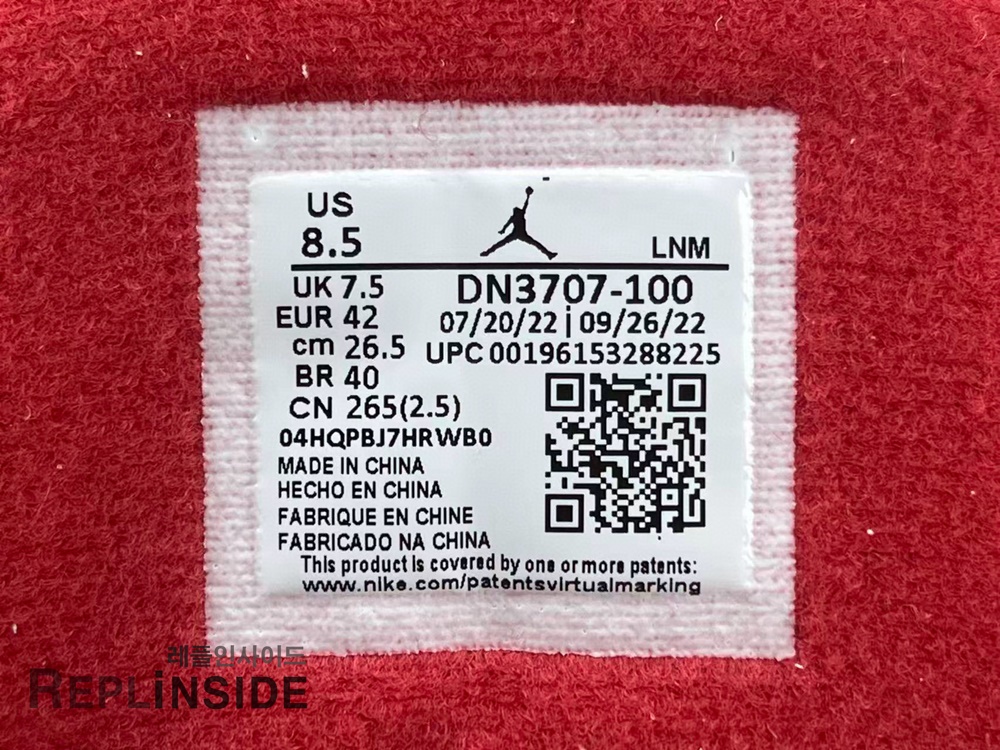 US
8.5
LNM
UK 7.5
DN3707-100
EUR 42
07/20/22 | 09/26/22
cm 26.5
UPC 00196153288225
BR 40
CN 265(2.5)
04HQPBJ7HRWB0
MADE IN CHINA
HECHO EN CHINA
FABRIQUE EN CHINE
FABRICADO NA CHINA
This product is covered by one or more patents:
www.nike.com/patentsvirtualmarking
레플인사이드
REPLINSIDE